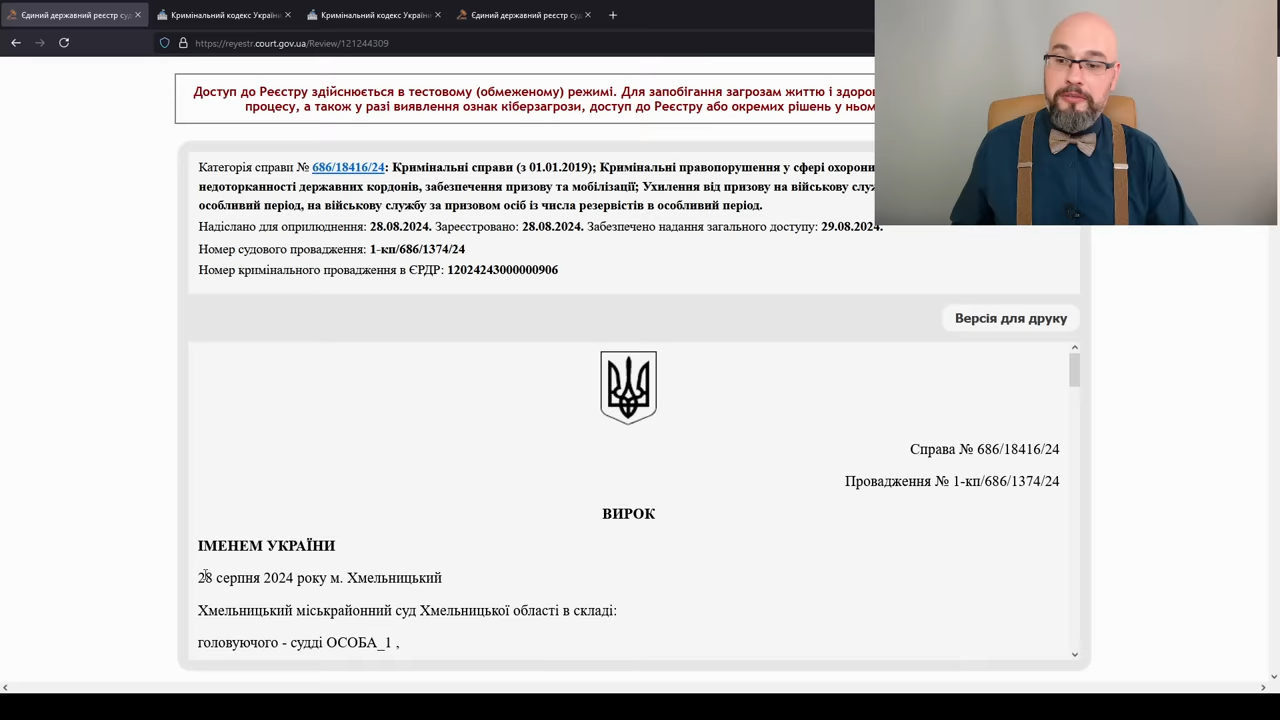 Єдиний державний реєстр суд
Кримінальний кодекс України
Кримінальний кодекс України
Єдиний державний реєстр суд
https://reyestr.court.gov.ua/Review/121244309
Доступ до Реєстру здійснюється в тестовому (обмеженому) режимі. Для запобігання загрозам життю і здоров
процесу, а також у разі виявлення ознак кіберзагрози, доступ до Реєстру або окремих рішень у ньом
Категорія справи № 686/18416/24: Кримінальні справи (з 01.01.2019); Кримінальні правопорушення у сфері охорони
недоторканності державних кордонів, забезпечення призову та мобілізації; Ухилення від призову на військову служ
особливий період, на військову службу за призовом осіб із числа резервістів в особливий період.
Надіслано для оприлюднення: 28.08.2024. Зареєстровано: 28.08.2024. Забезпечено надання загального доступу: 29.08.2024.
Номер судового провадження: 1-кп/686/1374/24
Номер кримінального провадження в ЄРДР: 12024243000000906
Версія для друку
Справа № 686/18416/24
Провадження № 1-кп/686/1374/24
ВИРОК
ІМЕНЕМ УКРАЇНИ
28 серпня 2024 року м. Хмельницький
Хмельницький міськрайонний суд Хмельницької області в складі:
головуючого - судді ОСОБА_1 ,